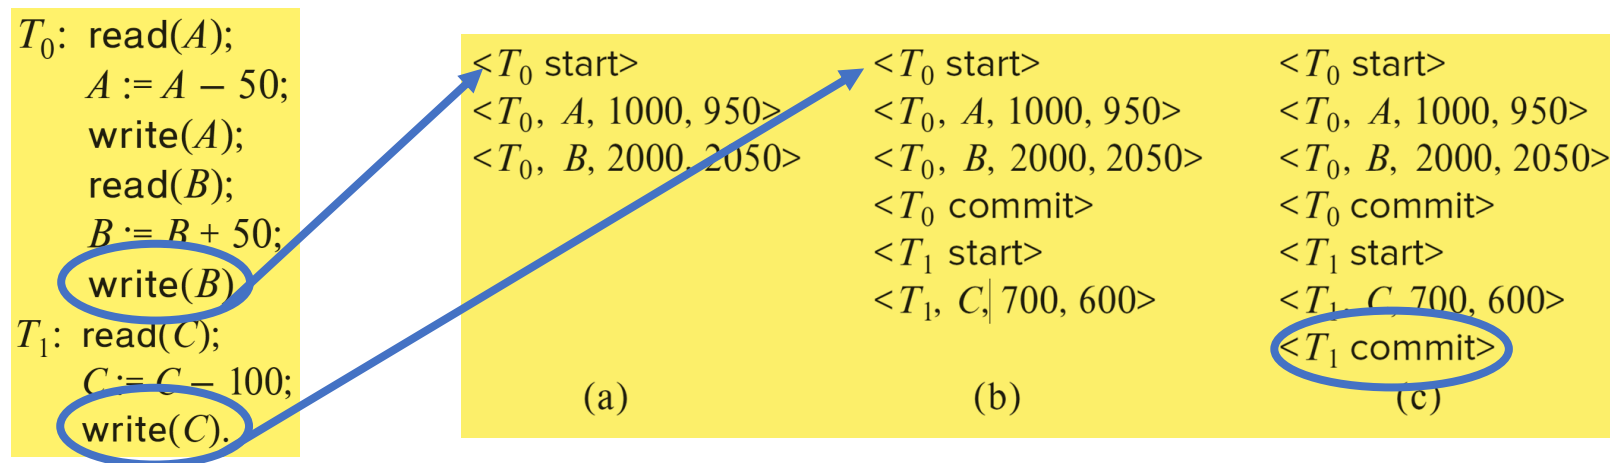 T0: read(A);
A := A − 50;
write(A);
read(B);
B := B + 50;
write(B)
T1: read(C);
C := C − 100;
write(C).
<T0 start>
<T0, A, 1000, 950>
<T0, B, 2000, 2050>
(a)
<T0 start>
<T0, A, 1000, 950>
<T0, B, 2000, 2050>
<T0 commit>
<T1 start>
<T1, C, 700, 600>
(b)
<T0 start>
<T0, A, 1000, 950>
<T0, B, 2000, 2050>
<T0 commit>
<T1 start>
<T1, C, 700, 600>
<T1 commit>
(c)